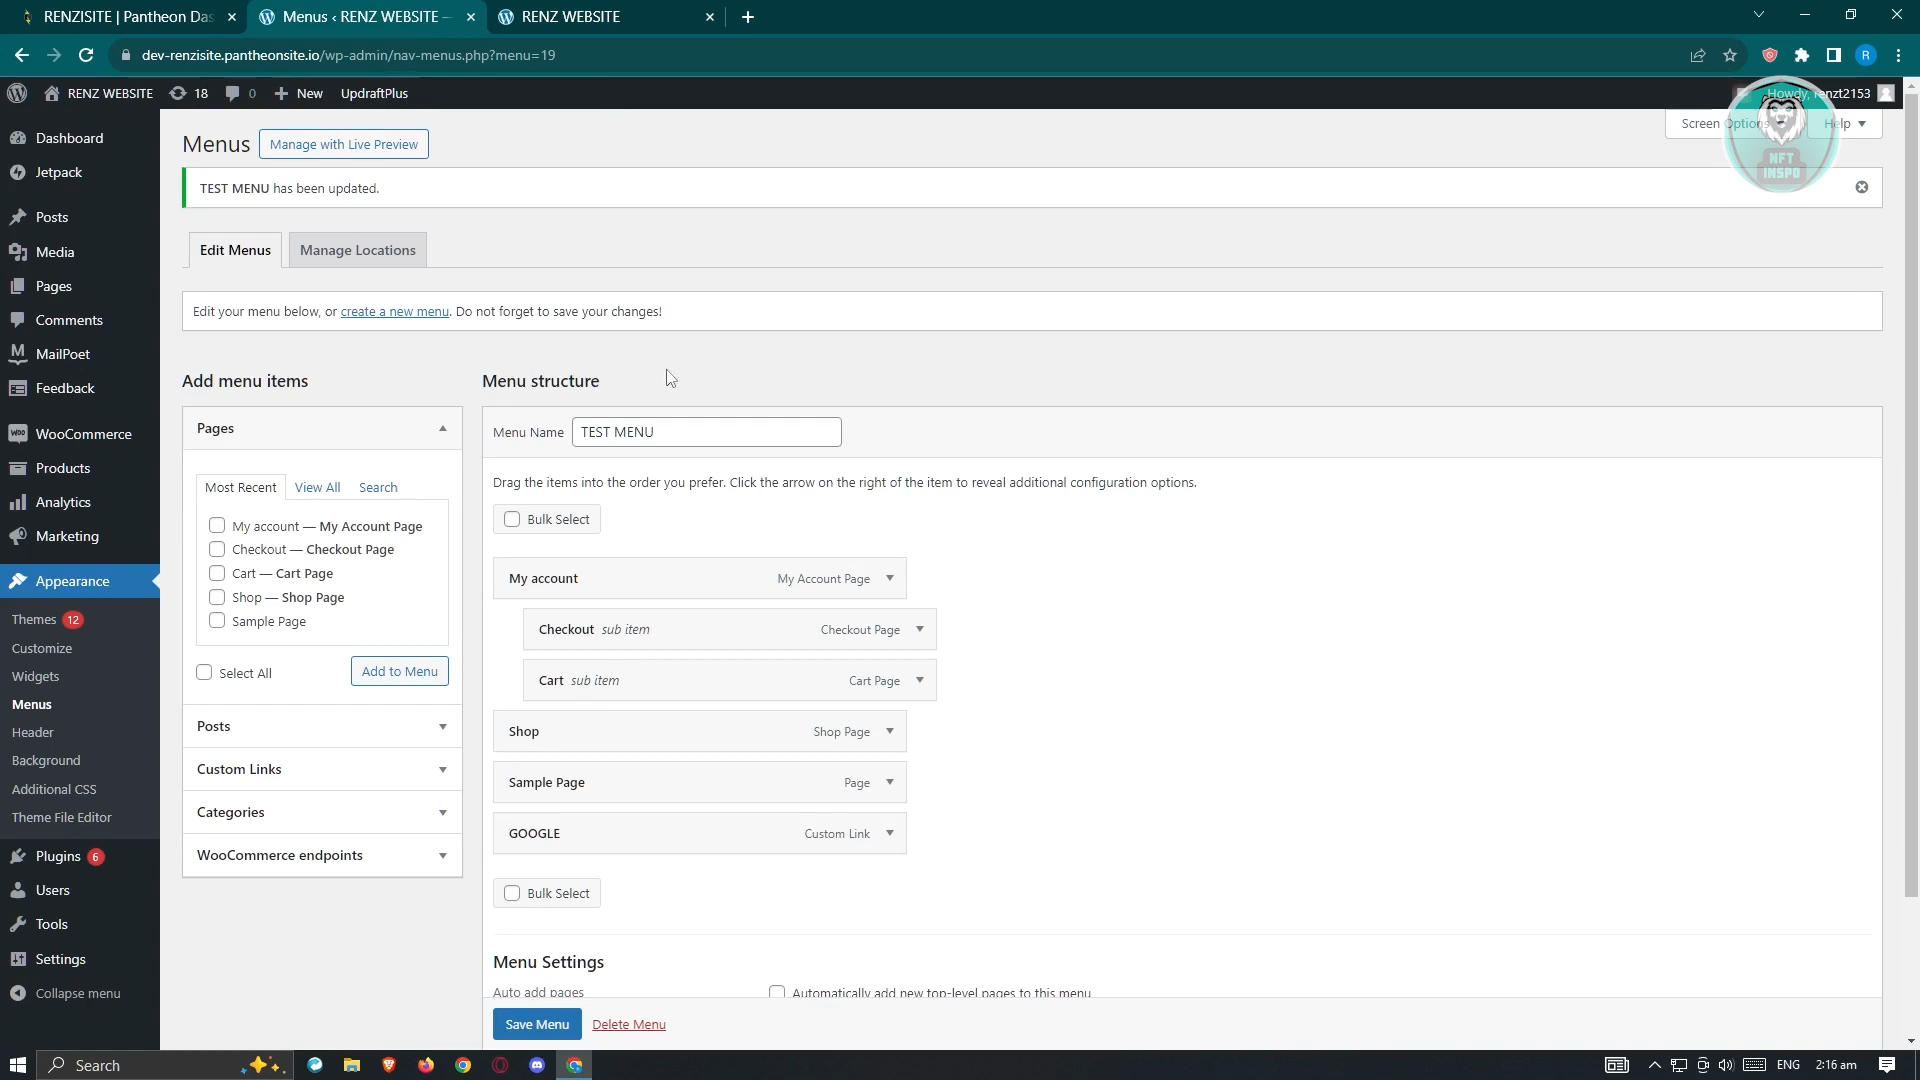 RENZISITE | Pantheon Das
Menus ‹ RENZ WEBSITE —
RENZ WEBSITE
dev-renzisite.pantheonsite.io/wp-admin/nav-menus.php?menu=19
R
RENZ WEBSITE
18
0
New
UpdraftPlus
Howdy, renzt2153
Screen Options
Help
NFT
INSPO
Dashboard
Jetpack
Posts
Media
Pages
Comments
MailPoet
Feedback
WooCommerce
Products
Analytics
Marketing
Appearance
Themes 12
Customize
Widgets
Menus
Header
Background
Additional CSS
Theme File Editor
Plugins 6
Users
Tools
Settings
Collapse menu
Menus
Manage with Live Preview
TEST MENU has been updated.
Edit Menus
Manage Locations
Edit your menu below, or create a new menu. Do not forget to save your changes!
Add menu items
Pages
Most Recent
View All
Search
My account — My Account Page
Checkout — Checkout Page
Cart — Cart Page
Shop — Shop Page
Sample Page
Select All
Add to Menu
Posts
Custom Links
Categories
WooCommerce endpoints
Menu structure
Menu Name TEST MENU
Drag the items into the order you prefer. Click the arrow on the right of the item to reveal additional configuration options.
Bulk Select
My account My Account Page
Checkout sub item Checkout Page
Cart sub item Cart Page
Shop Shop Page
Sample Page Page
GOOGLE Custom Link
Bulk Select
Menu Settings
Auto add pages
Automatically add new top-level pages to this menu
Save Menu
Delete Menu
Search
ENG
2:16 am